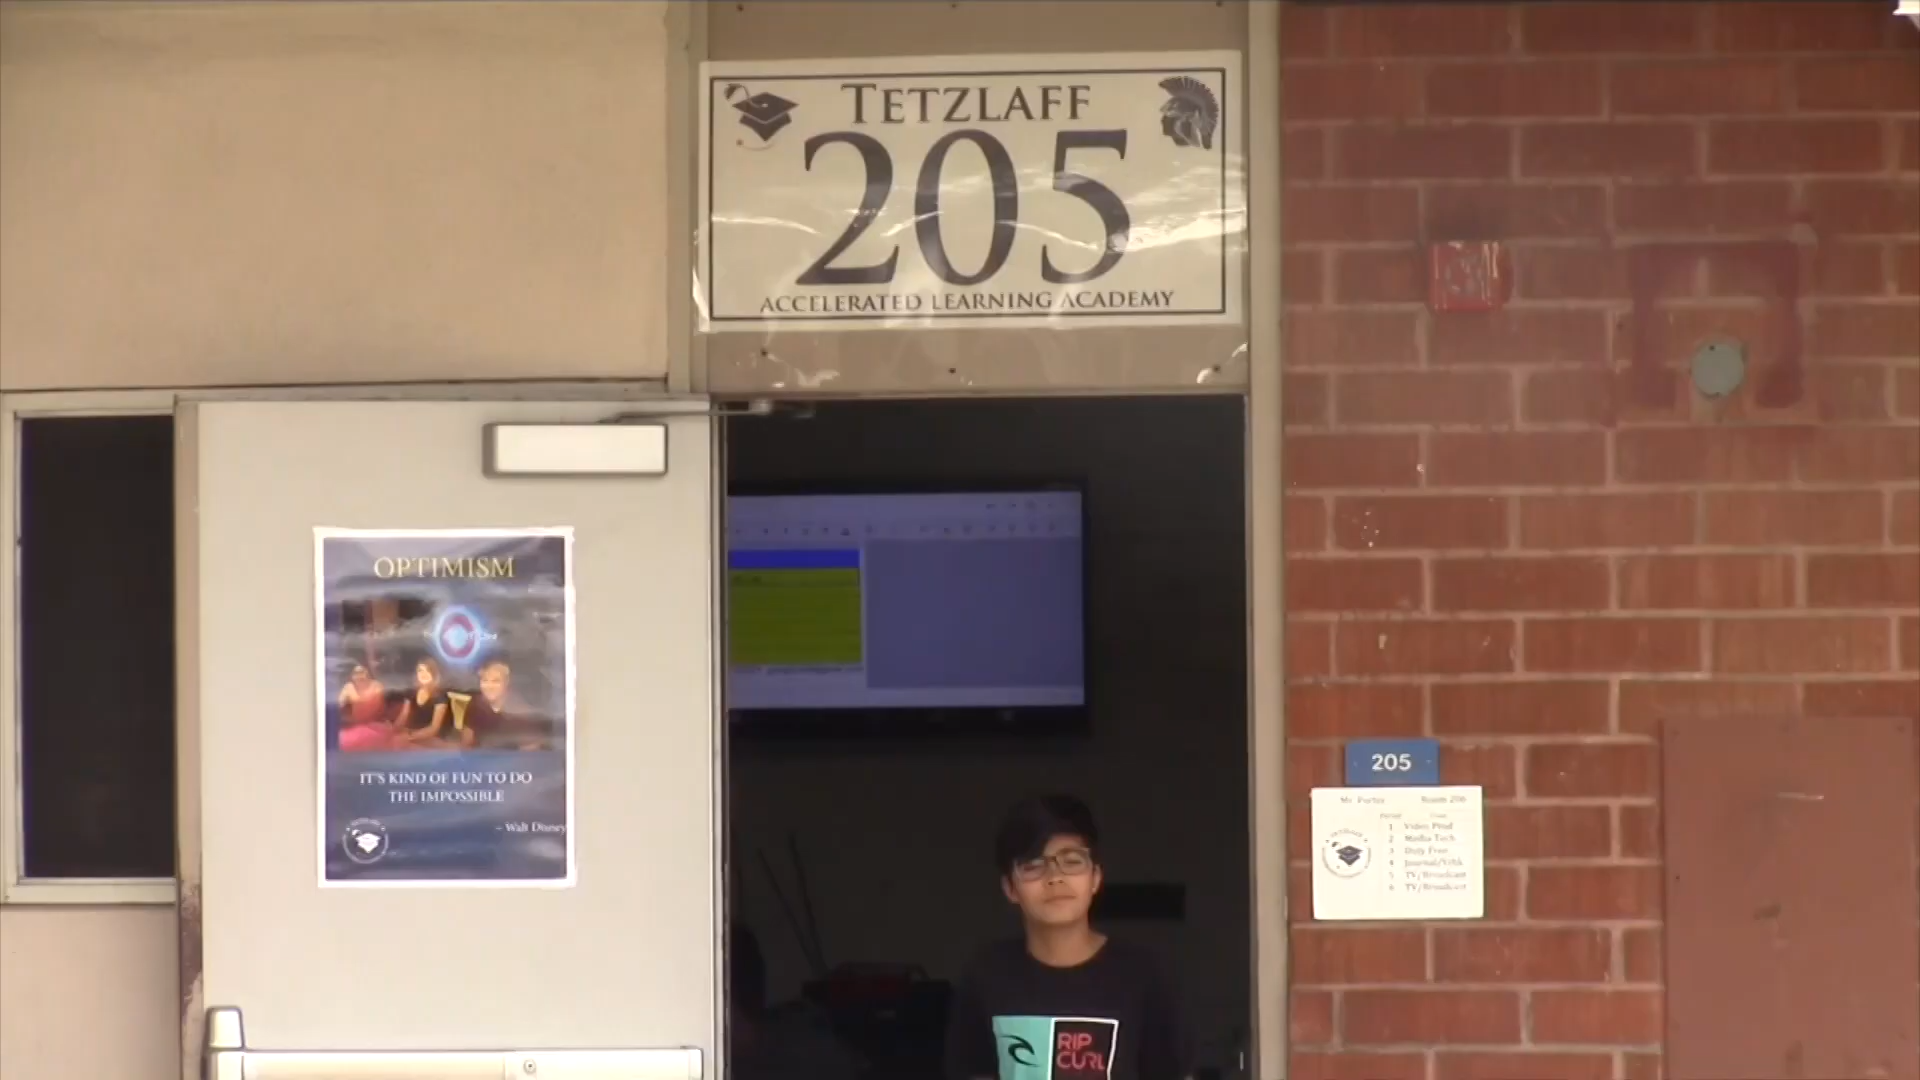 TETZLAFF
205
ACCELERATED LEARNING ACADEMY
OPTIMISM
IT'S KIND OF FUN TO DO
THE IMPOSSIBLE
- Walt Disney
205
Mr. Porter Room 206
1 Video Prod
2 Media Tech
3 Duty Free
4 Journal/Yrbk
5 TV/Broadcast
6 TV/Broadcast
RIP
CURL